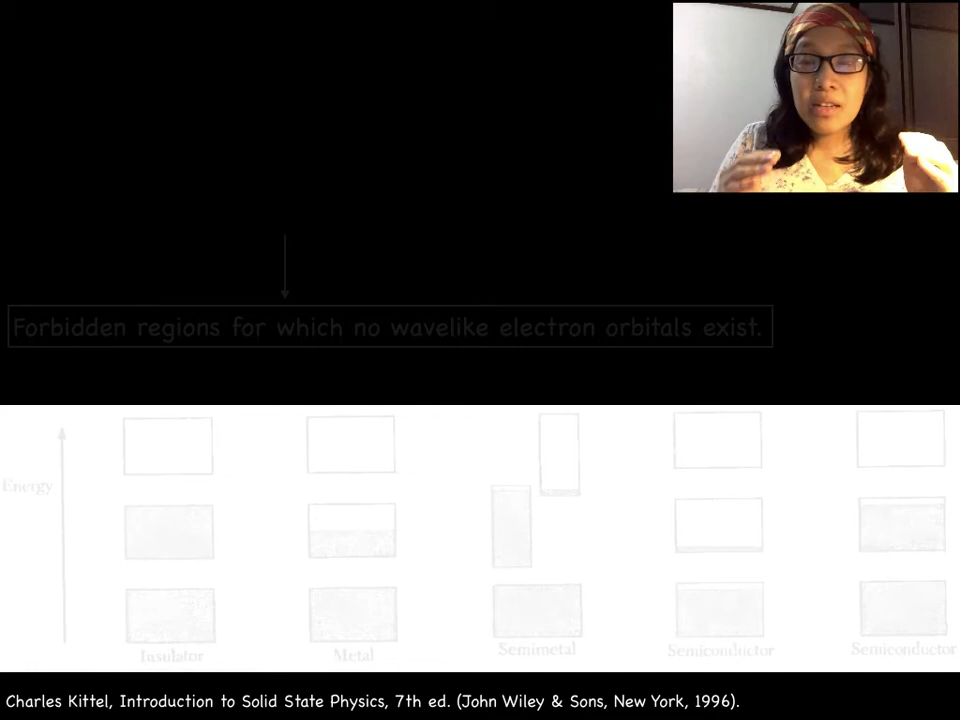 Forbidden regions for which no wavelike electron orbitals exist.
Energy
Insulator
Metal
Semimetal
Semiconductor
Semiconductor
Charles Kittel, Introduction to Solid State Physics, 7th ed. (John Wiley & Sons, New York, 1996).